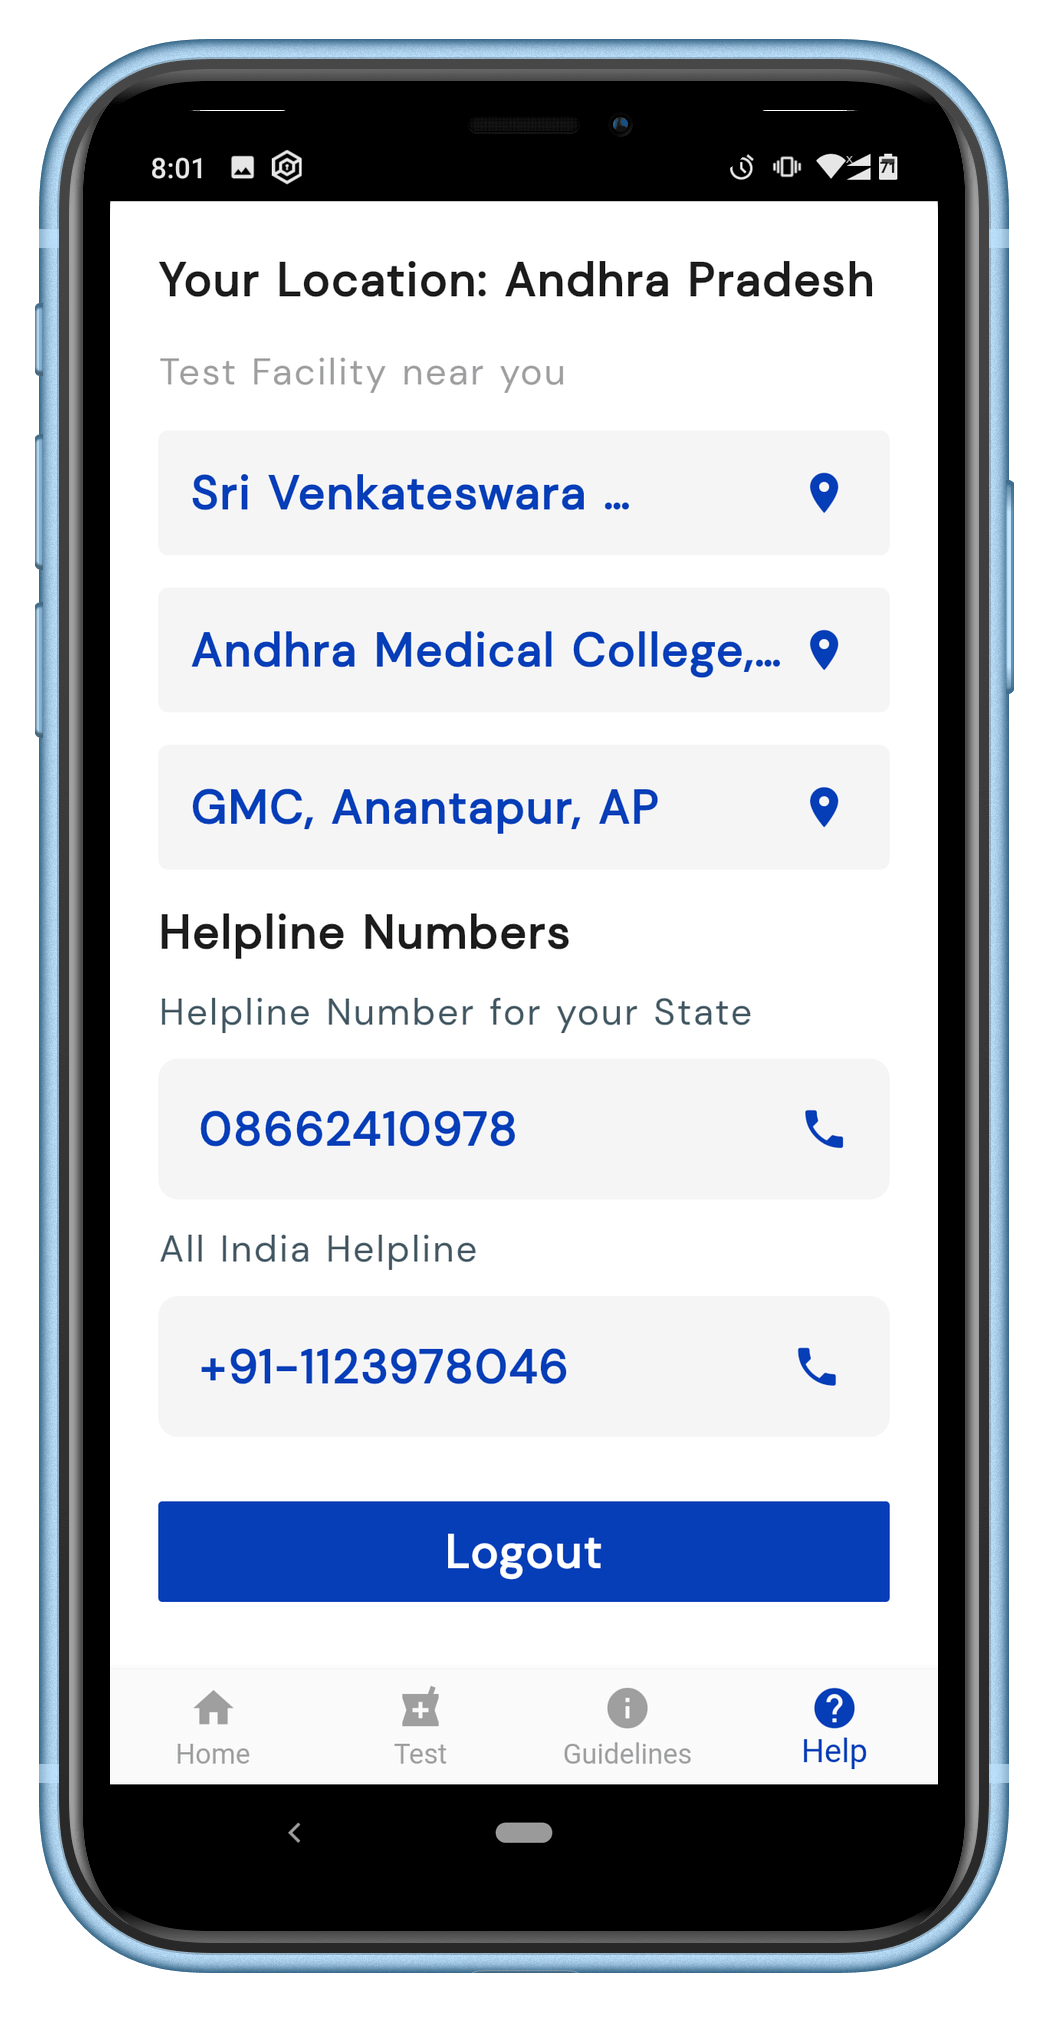 8:01
71
Your Location: Andhra Pradesh
Test Facility near you
Sri Venkateswara ...
Andhra Medical College,...
GMC, Anantapur, AP
Helpline Numbers
Helpline Number for your State
08662410978
All India Helpline
+91-1123978046
Logout
Home
Test
Guidelines
Help